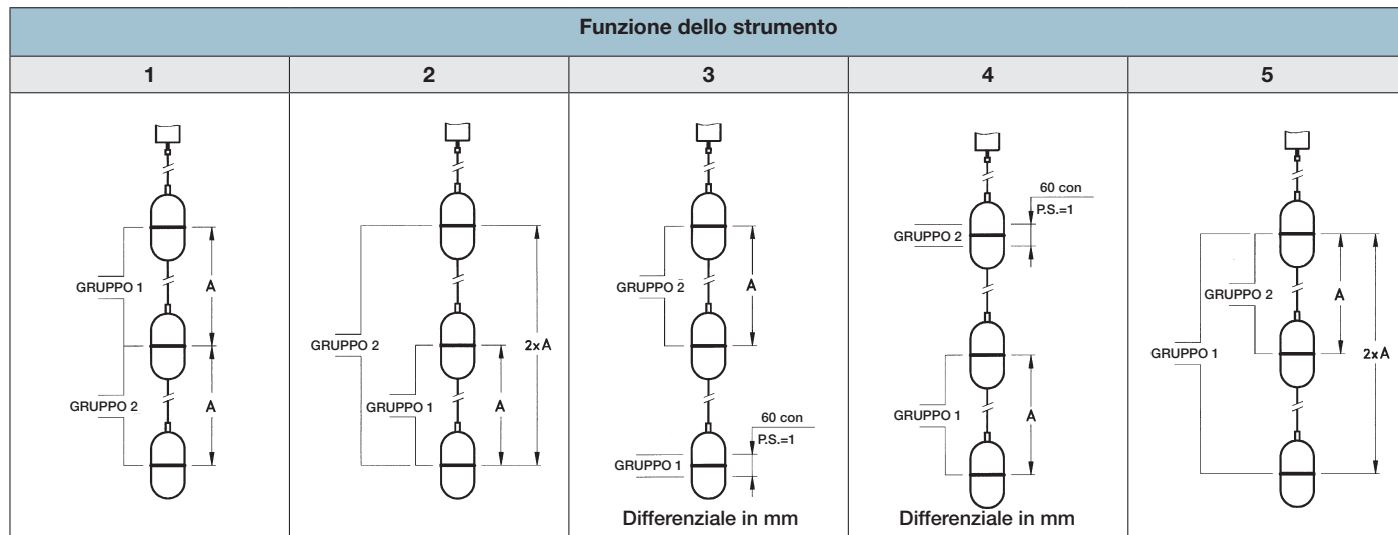 Funzione dello strumento
1
2
3
4
5
GRUPPO 1
A
GRUPPO 2
A
GRUPPO 2
2xA
GRUPPO 1
A
GRUPPO 2
A
60 con
P.S.=1
GRUPPO 1
Differenziale in mm
60 con
P.S.=1
GRUPPO 2
GRUPPO 1
A
Differenziale in mm
GRUPPO 2
A
GRUPPO 1
2xA